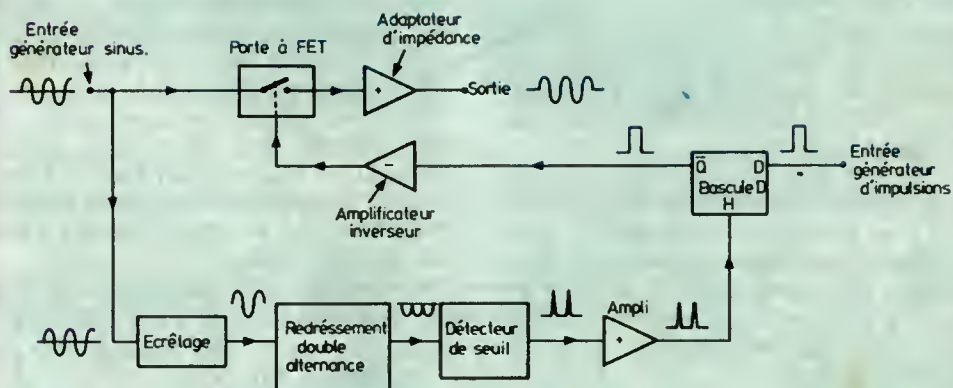 Entrée
générateur sinus.
Porte à FET
Adaptateur
d'impédance
+
Sortie
-
Amplificateur
inverseur
Q̅ D
Bascule D
H
Entrée
générateur
d'impulsions
Ecrêtage
Redréssement
double
alternance
Détecteur
de seuil
Ampli
+